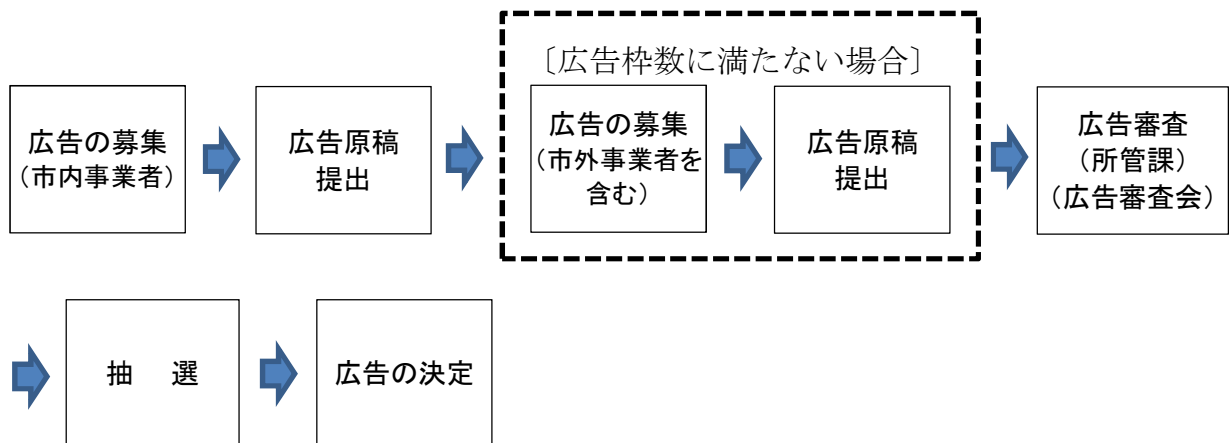 〔広告枠数に満たない場合〕
広告の募集
(市内事業者)
広告原稿
提出
広告の募集
(市外事業者を
含む)
広告原稿
提出
広告審査
(所管課)
(広告審査会)
抽　選
広告の決定